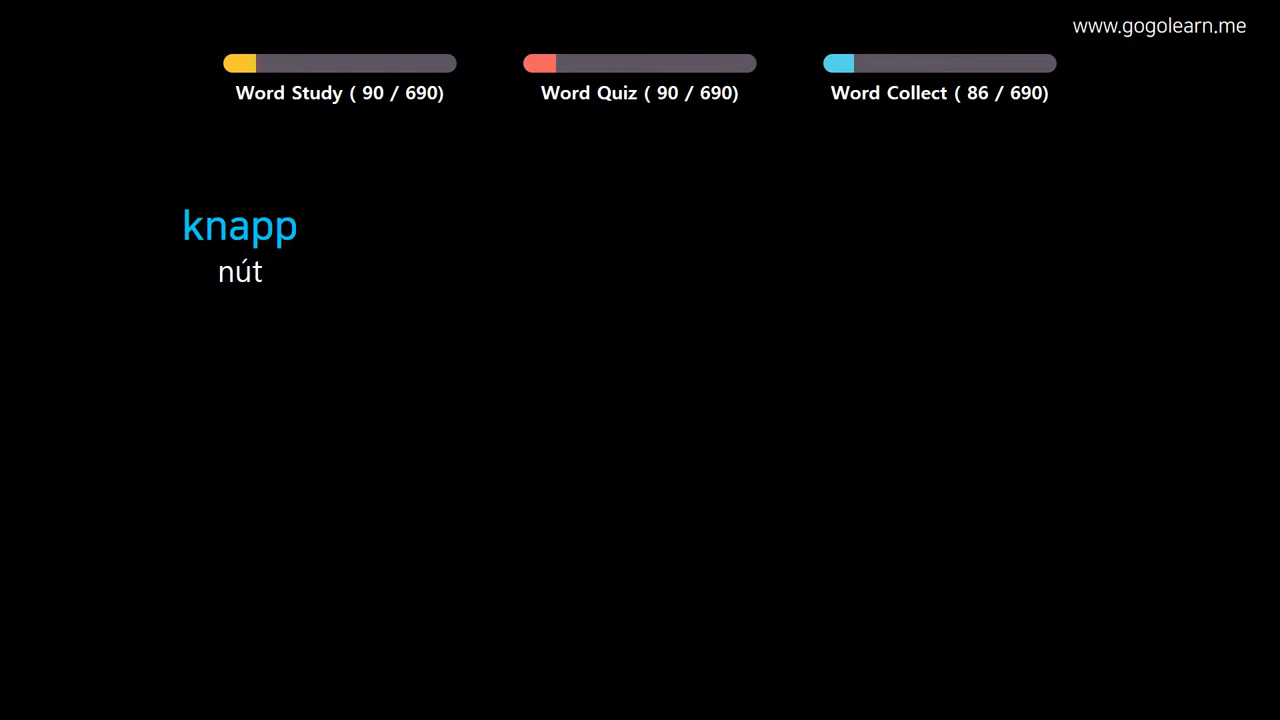 www.gogolearn.me
Word Study ( 90 / 690)
Word Quiz ( 90 / 690)
Word Collect ( 86 / 690)
knapp
nút